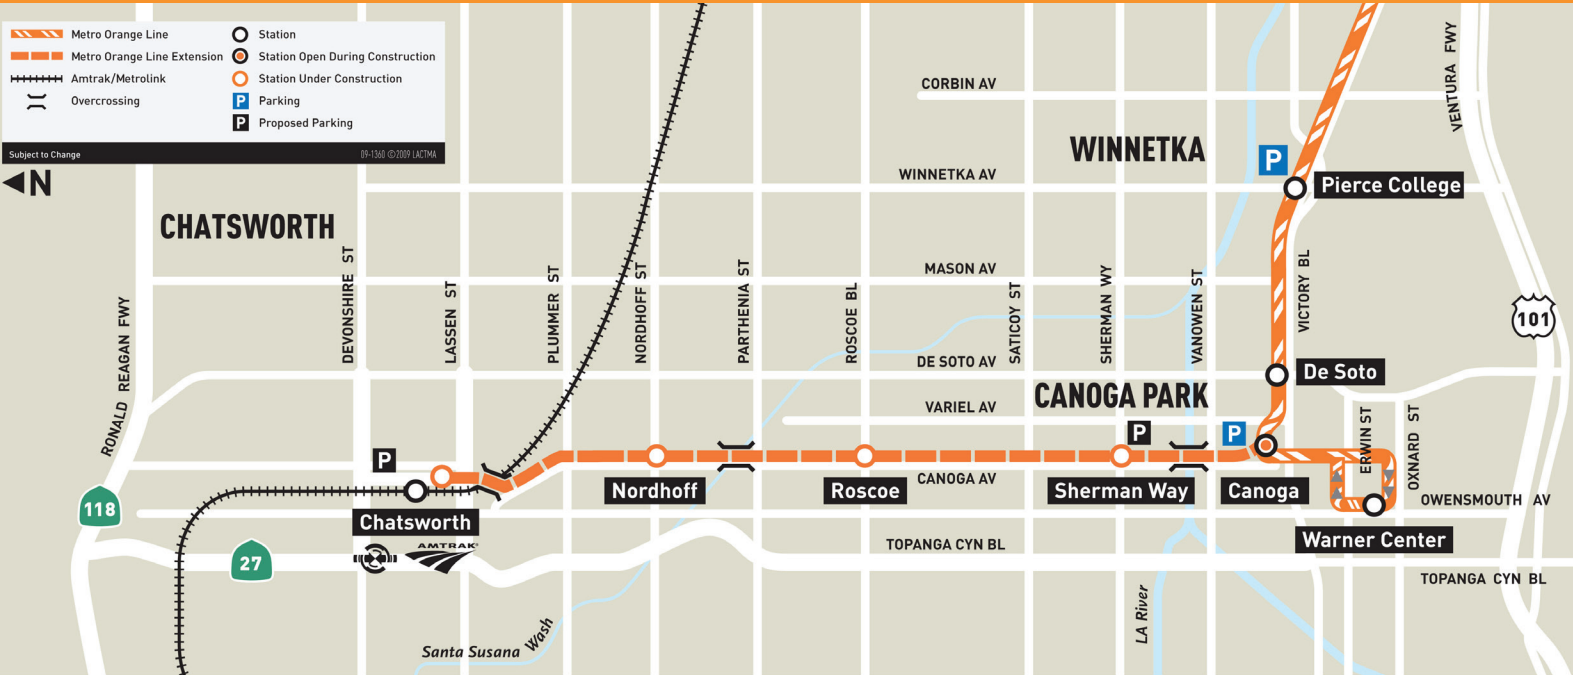 Metro Orange Line
Metro Orange Line Extension
Amtrak/Metrolink
Overcrossing
Station
Station Open During Construction
Station Under Construction
P Parking
P Proposed Parking
Subject to Change
09-1360 ©2009 LACTMA
N
CORBIN AV
VENTURA FWY
WINNETKA
P
WINNETKA AV
Pierce College
CHATSWORTH
MASON AV
RONALD REAGAN FWY
DEVONSHIRE ST
LASSEN ST
PLUMMER ST
NORDHOFF ST
PARTHENIA ST
ROSCOE BL
SATICOY ST
SHERMAN WY
VANOWEN ST
VICTORY BL
101
DE SOTO AV
De Soto
CANOGA PARK
VARIEL AV
ERWIN ST
OXNARD ST
P
P
P
CANOGA AV
Nordhoff
Roscoe
Sherman Way
Canoga
OWENSMOUTH AV
118
Chatsworth
Warner Center
TOPANGA CYN BL
AMTRAK
27
TOPANGA CYN BL
LA River
Santa Susana Wash